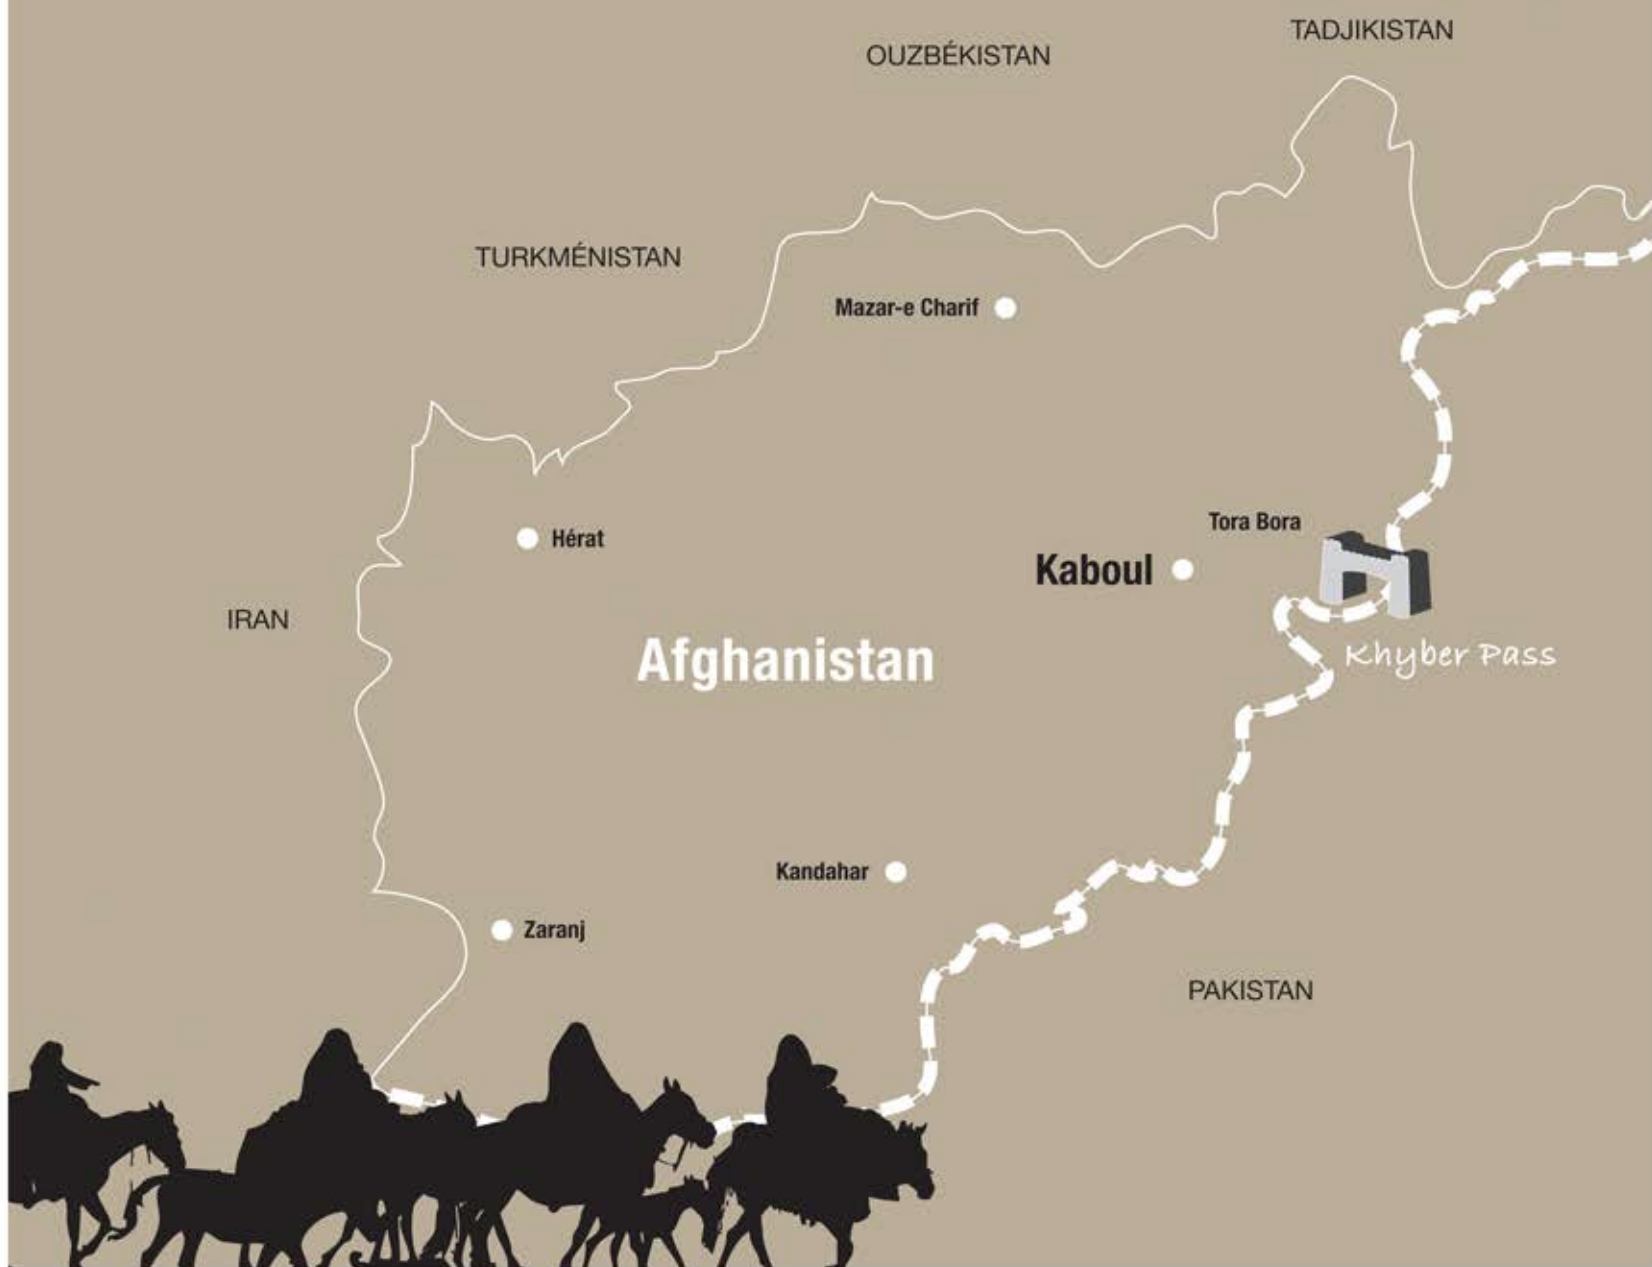 TADJIKISTAN
OUZBÉKISTAN
TURKMÉNISTAN
Mazar-e Charif
Tora Bora
Hérat
Kaboul
IRAN
Afghanistan
Khyber Pass
Kandahar
Zaranj
PAKISTAN